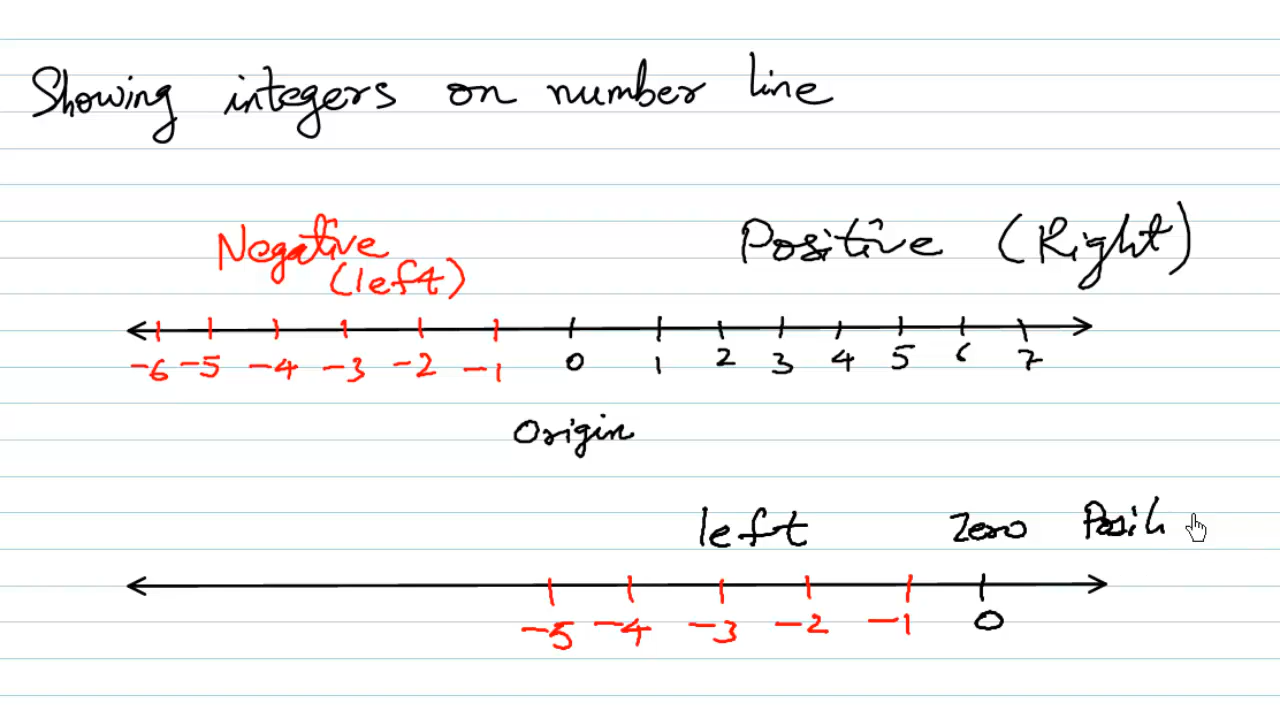 Showing integers on number line
Negative Positive (Right)
(left)
-6 -5 -4 -3 -2 -1 0 1 2 3 4 5 6 7
Origin
left Zero Positi
-5 -4 -3 -2 -1 0